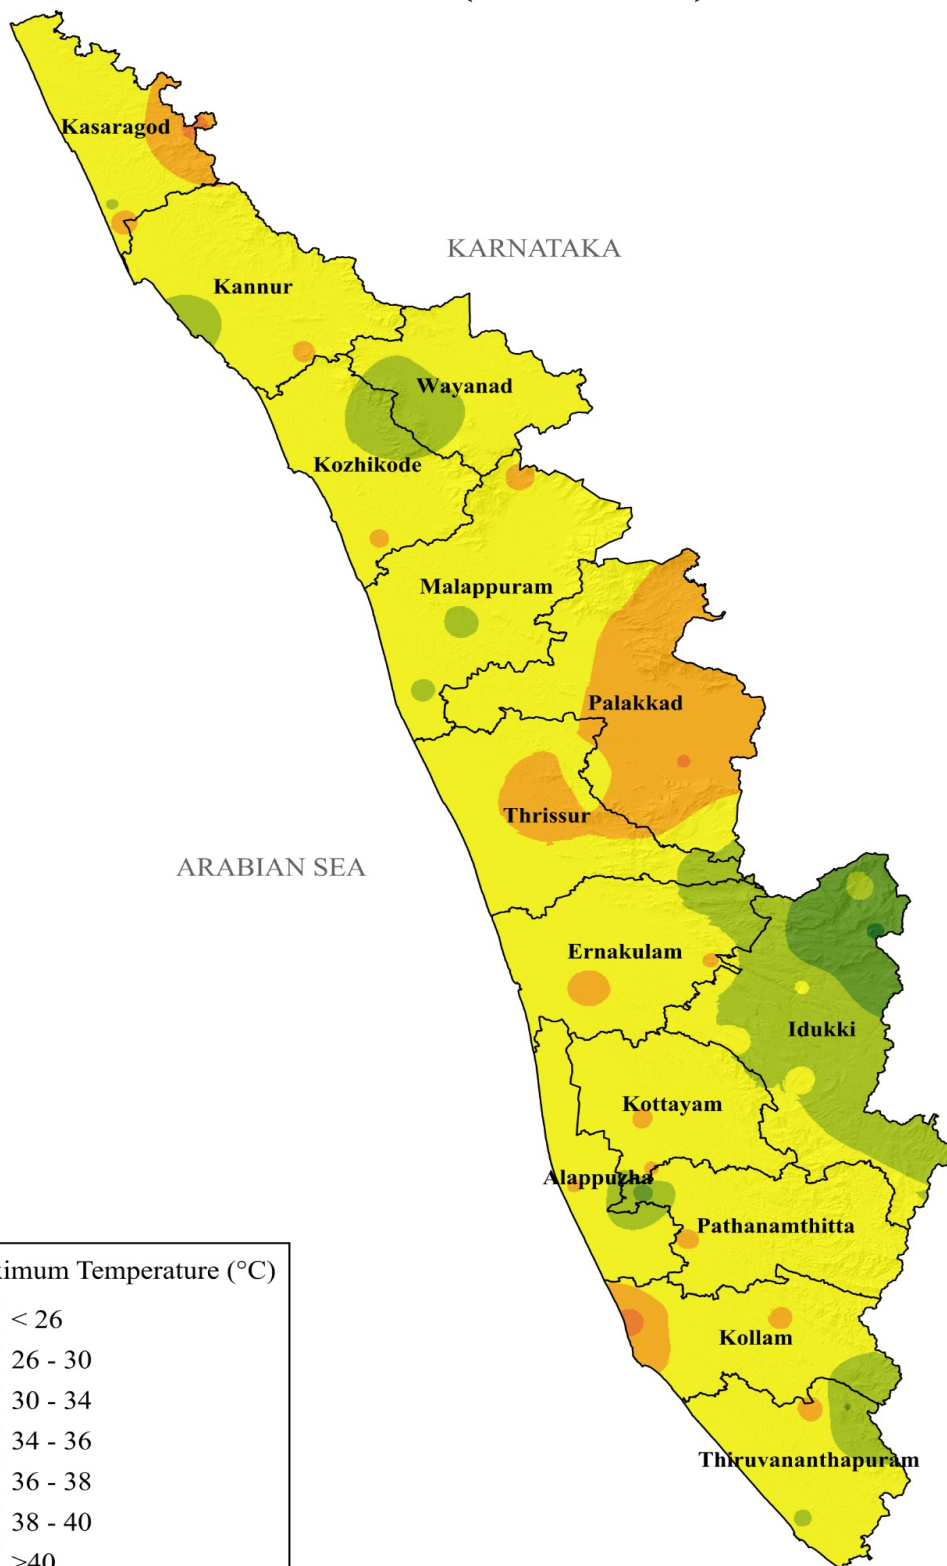 Kasaragod
KARNATAKA
Kannur
Wayanad
Kozhikode
Malappuram
Palakkad
Thrissur
ARABIAN SEA
Ernakulam
Idukki
Kottayam
Alappuzha
Pathanamthitta
Kollam
Thiruvananthapuram
Temperature (°C)
< 26
26 - 30
30 - 34
34 - 36
36 - 38
38 - 40
>40